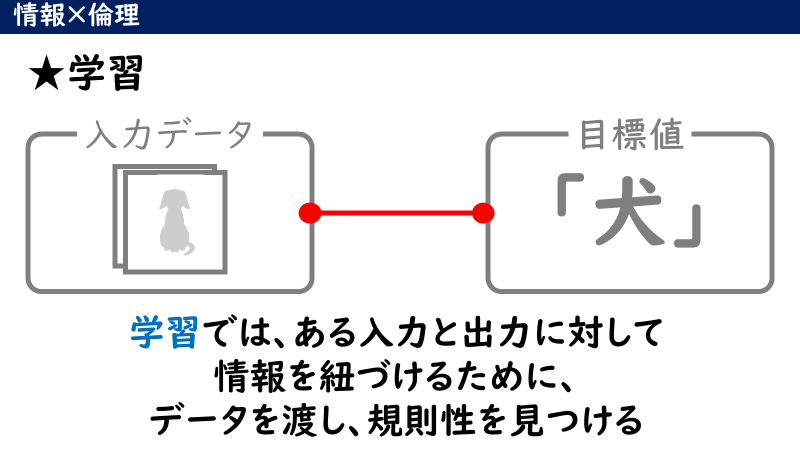 情報×倫理
★学習
入力データ
目標値
「犬」
学習では、ある入力と出力に対して
情報を紐づけるために、
データを渡し、規則性を見つける